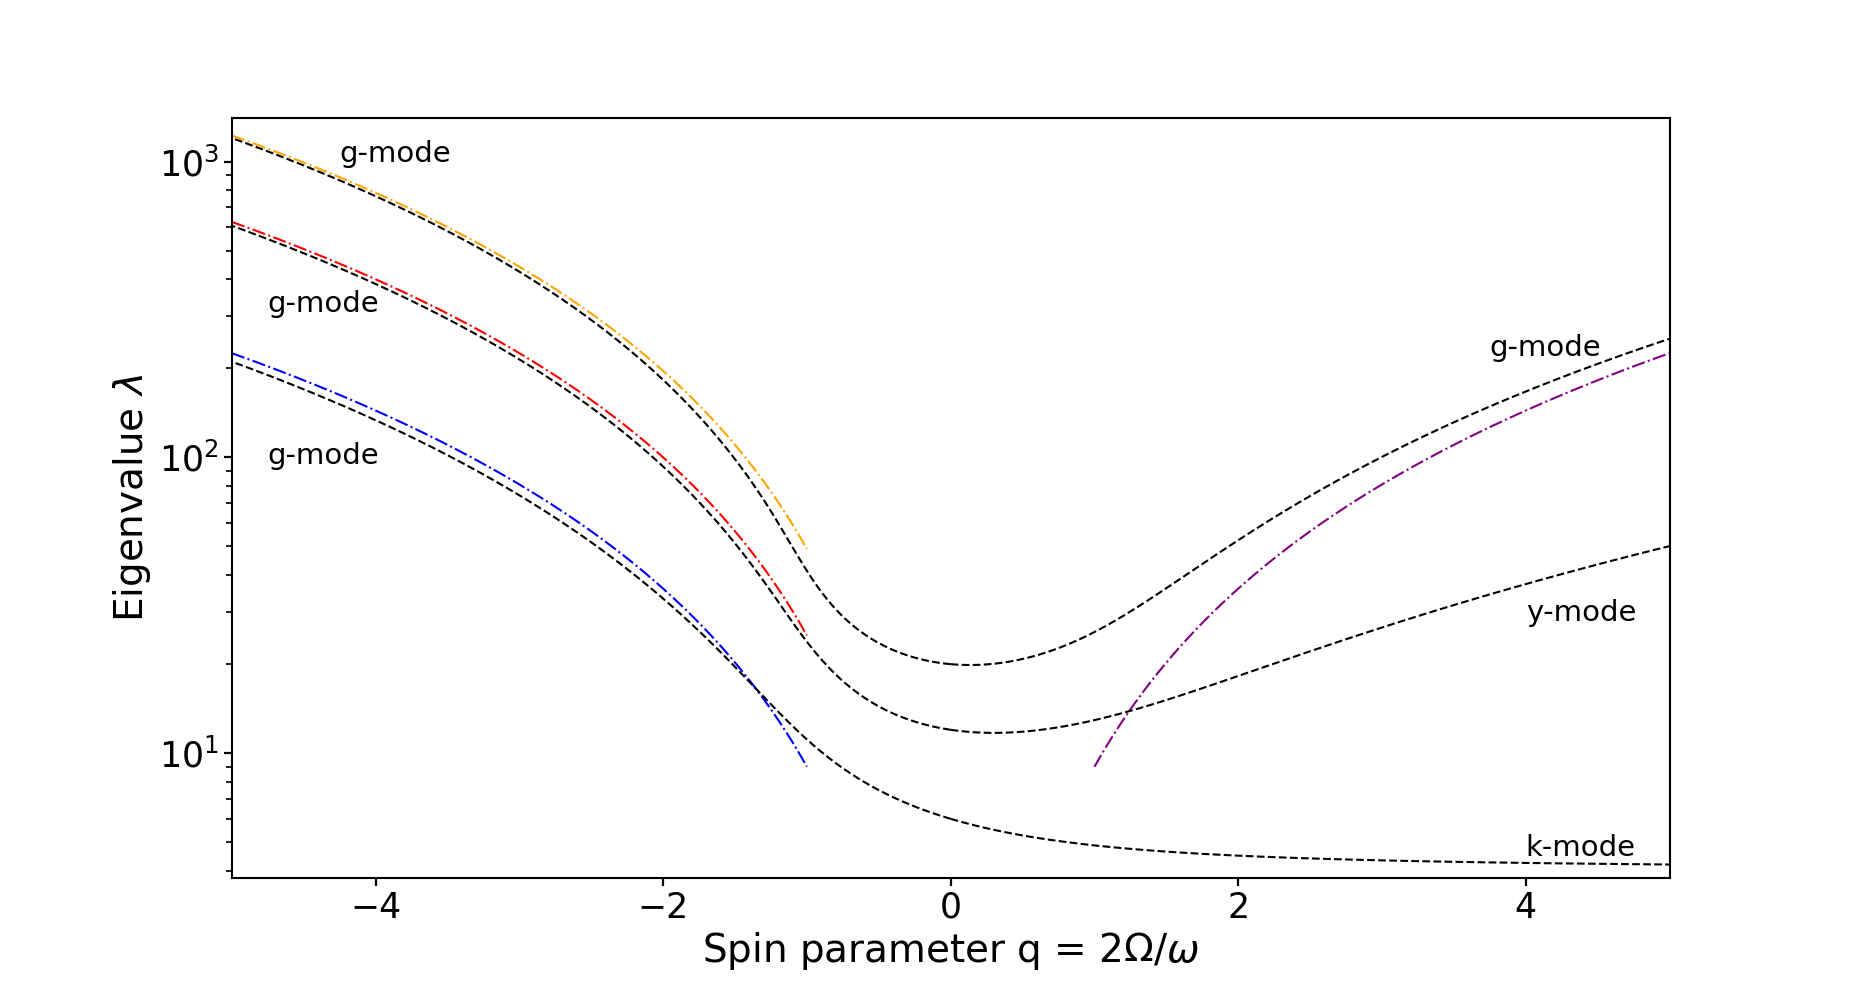 g-mode
10³
g-mode
g-mode
g-mode
10²
y-mode
10¹
k-mode
Eigenvalue λ
−4 −2 0 2 4
Spin parameter q = 2Ω/ω